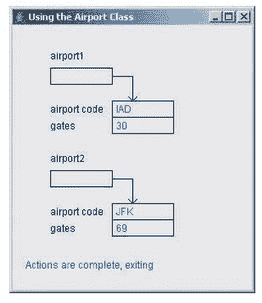 Using the Airport Class
airport1
airport code IAD
gates 30
airport2
airport code JFK
gates 69
Actions are complete, exiting